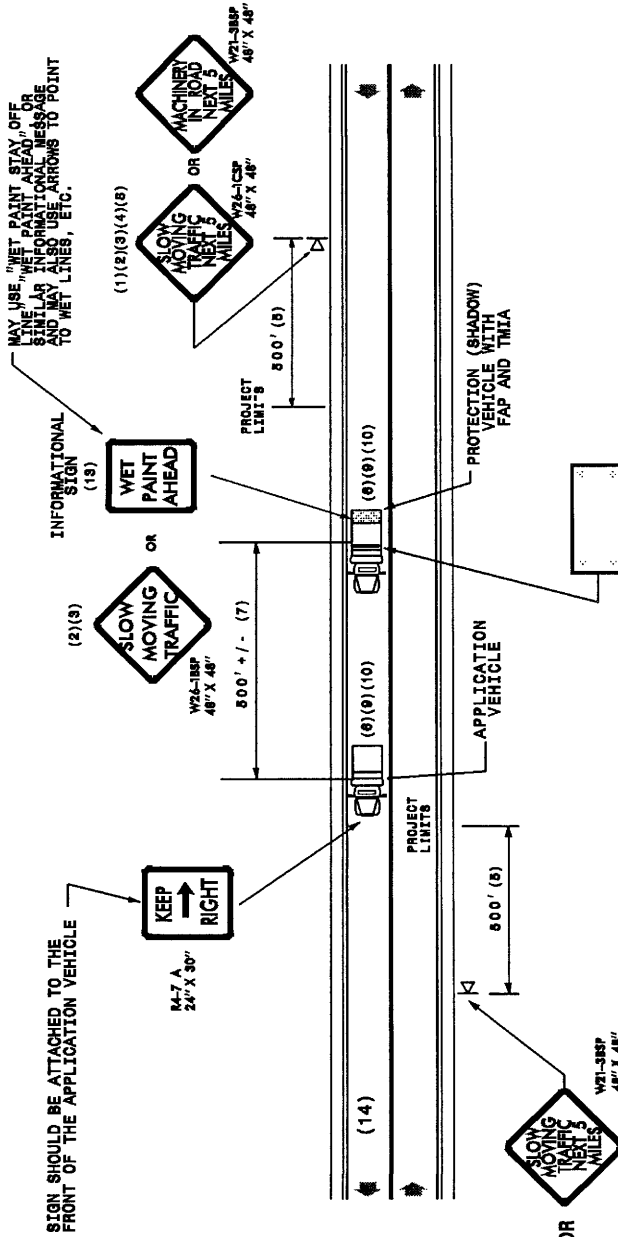 SIGN SHOULD BE ATTACHED TO THE
FRONT OF THE APPLICATION VEHICLE
KEEP
RIGHT
R4-7 A
24" X 30"
(2)(3)
SLOW
MOVING
TRAFFIC
W26-1BSP
48" X 48"
OR
INFORMATIONAL
SIGN
(13)
WET
PAINT
AHEAD
MAY USE "WET PAINT STAY OFF
LINE" "WET PAINT AHEAD", OR
SIMILAR INFORMATIONAL MESSAGE
AND MAY ALSO USE ARROWS TO POINT
TO WET LINES, ETC.
(1)(2)(3)(4)(8)
SLOW
MOVING
TRAFFIC
NEXT 5
MILES
W26-1CSP
48" X 48"
OR
MACHINERY
IN ROAD
NEXT 5
MILES
W21-3BSP
48" X 48"
500' +/- (7)
PROJECT
LIMITS
500' (5)
(14)
(6)(9)(10)
(6)(9)(10)
PROJECT
LIMITS
500' (5)
APPLICATION
VEHICLE
PROTECTION (SHADOW)
VEHICLE WITH
FAP AND TMIA
OR
SLOW
MOVING
TRAFFIC
NEXT 5
MILES
W21-3BSP
48" X 48"